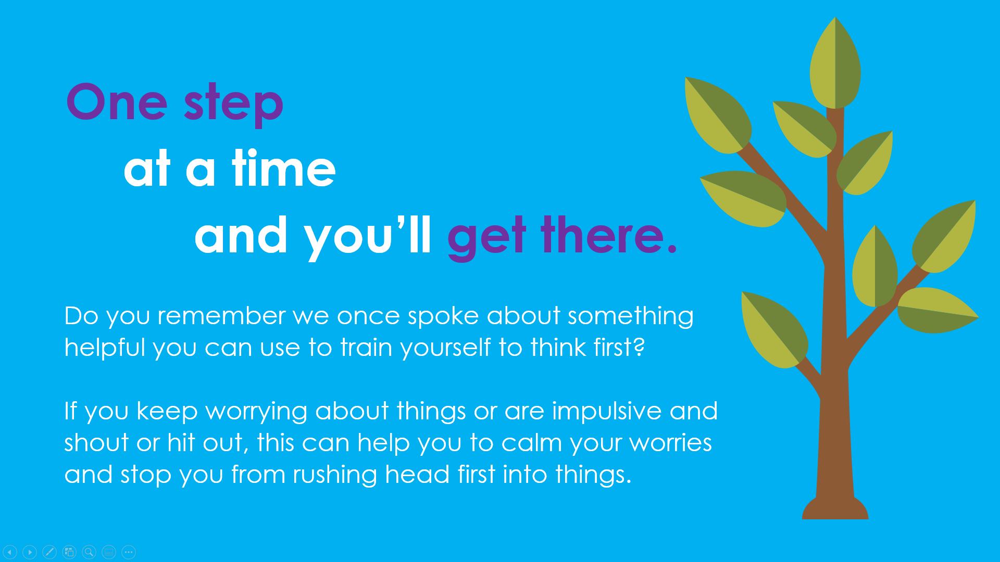 One step
at a time
and you’ll get there.
Do you remember we once spoke about something
helpful you can use to train yourself to think first?
If you keep worrying about things or are impulsive and
shout or hit out, this can help you to calm your worries
and stop you from rushing head first into things.